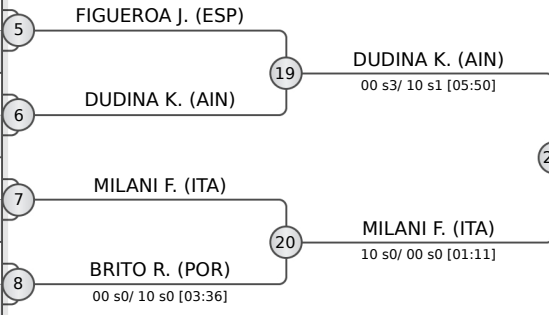 FIGUEROA J. (ESP)
5
19
DUDINA K. (AIN)
00 s3/ 10 s1 [05:50]
DUDINA K. (AIN)
6
2
MILANI F. (ITA)
7
20
MILANI F. (ITA)
10 s0/ 00 s0 [01:11]
BRITO R. (POR)
8
00 s0/ 10 s0 [03:36]